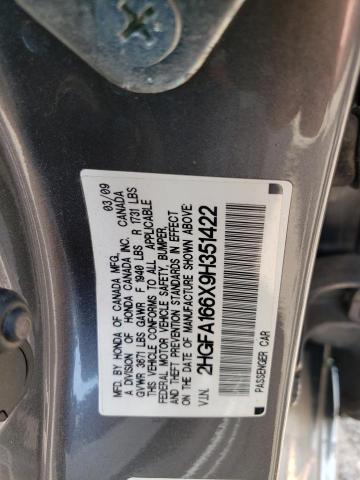 MFD. BY HONDA OF CANADA MFG. 03/09
A DIVISION OF HONDA CANADA INC. CANADA
GVWR 3671 LBS GAWR F 1940 LBS R 1731 LBS
THIS VEHICLE CONFORMS TO ALL APPLICABLE
FEDERAL MOTOR VEHICLE SAFETY, BUMPER,
AND THEFT PREVENTION STANDARDS IN EFFECT
ON THE DATE OF MANUFACTURE SHOWN ABOVE.
V.I.N. 2HGFA166X9H351422
PASSENGER CAR